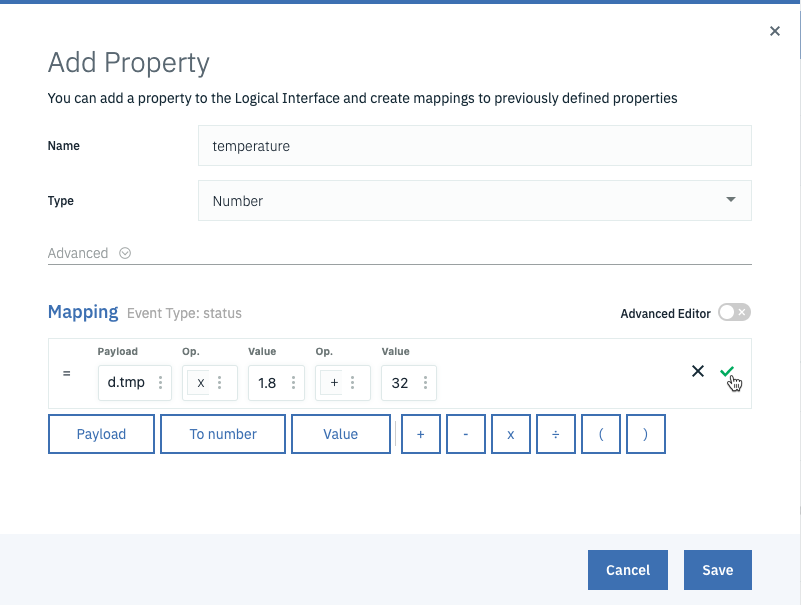 Add Property
You can add a property to the Logical Interface and create mappings to previously defined properties
Name
temperature
Type
Number
Advanced
Mapping Event Type: status
Advanced Editor
Payload Op. Value Op. Value
= d.tmp x 1.8 + 32
Payload To number Value + - x ÷ ( )
Cancel Save